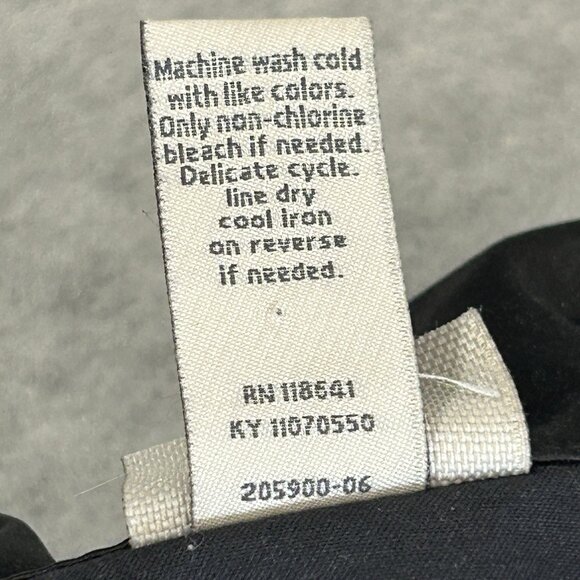 Machine wash cold
with like colors.
Only non-chlorine
bleach if needed.
Delicate cycle.
line dry
cool iron
on reverse
if needed.
RN 118641
KY 11070550
205900-06